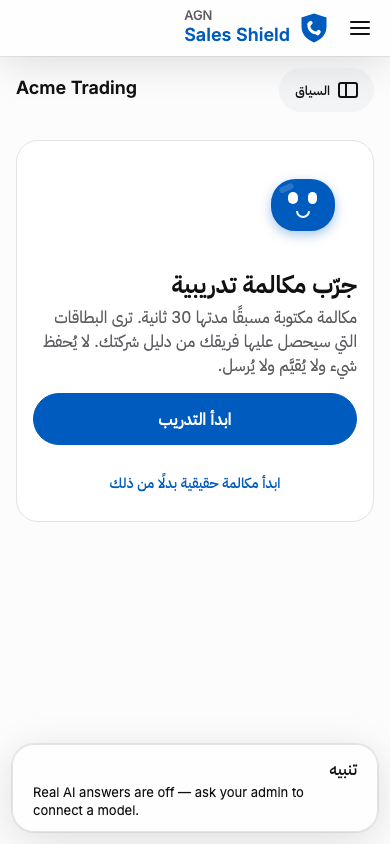 AGN
Sales Shield
السياق
Acme Trading
جرّب مكالمة تدريبية
مكالمة مكتوبة مسبقًا مدتها 30 ثانية. ترى البطاقات
التي سيحصل عليها فريقك من دليل شركتك. لا يُحفظ
شيء ولا يُقيَّم ولا يُرسل.
ابدأ التدريب
ابدأ مكالمة حقيقية بدلًا من ذلك
تنبيه
Real AI answers are off — ask your admin to
connect a model.